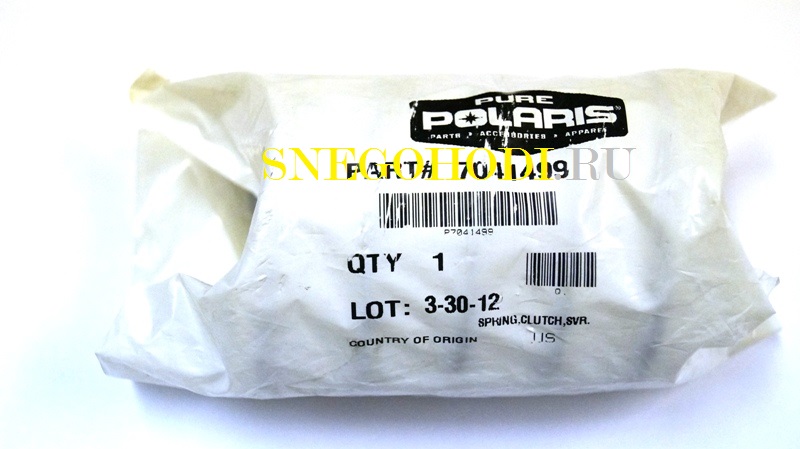 PURE
POLARIS
PARTS • ACCESSORIES • APPAREL
SNEGOHODI.RU
PART# 7041499
P7041499
QTY 1
0.
LOT: 3-30-12
SPRING,CLUTCH,SVR.
COUNTRY OF ORIGIN US